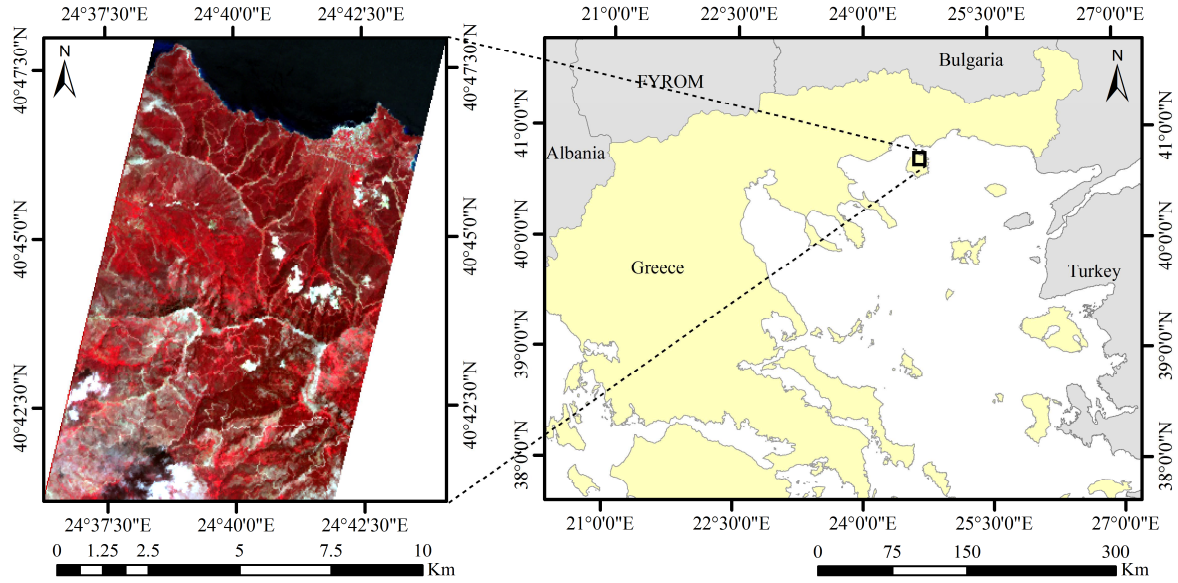 24°37'30"E 24°40'0"E 24°42'30"E
21°0'0"E 22°30'0"E 24°0'0"E 25°30'0"E 27°0'0"E
N
40°47'30"N
40°47'30"N
40°45'0"N
40°45'0"N
40°42'30"N
40°42'30"N
24°37'30"E 24°40'0"E 24°42'30"E
0 1.25 2.5 5 7.5 10
Km
N
Bulgaria
FYROM
Albania
Greece
Turkey
41°0'0"N
41°0'0"N
40°0'0"N
40°0'0"N
39°0'0"N
39°0'0"N
38°0'0"N
38°0'0"N
21°0'0"E 22°30'0"E 24°0'0"E 25°30'0"E 27°0'0"E
0 75 150 300
Km